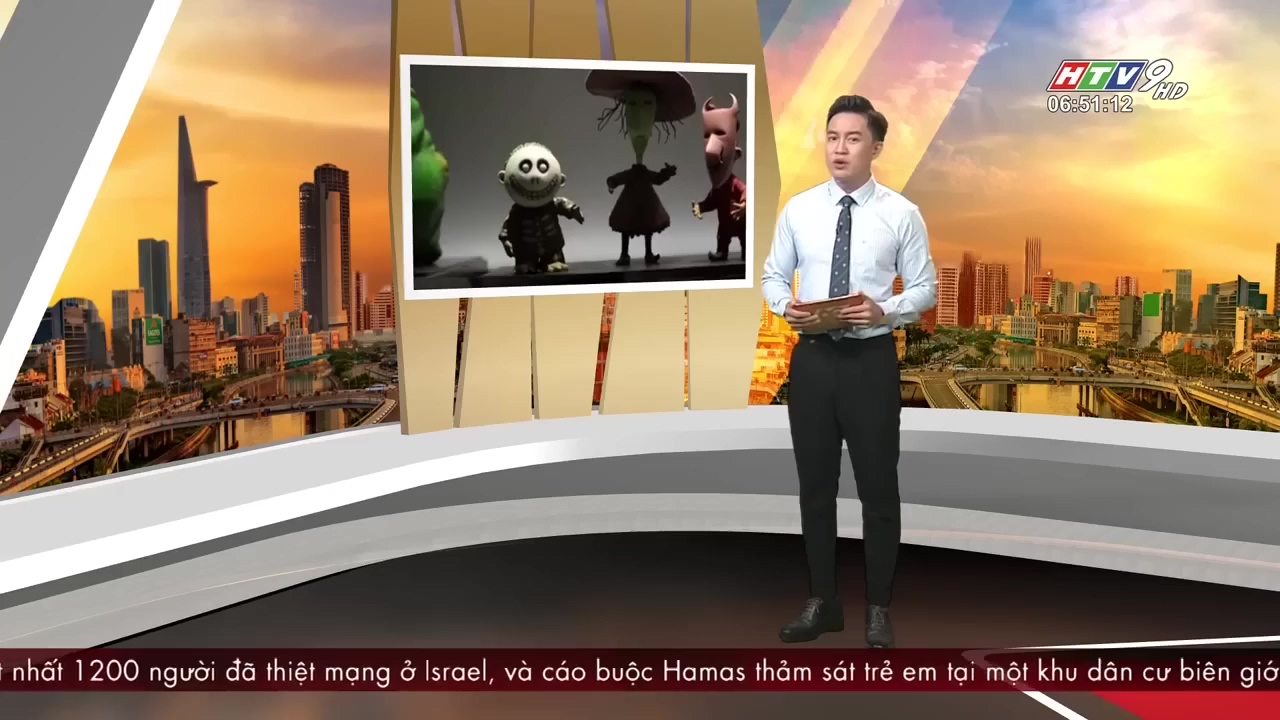 HTV9 HD
06:51:12
nhất 1200 người đã thiệt mạng ở Israel, và cáo buộc Hamas thảm sát trẻ em tại một khu dân cư biên